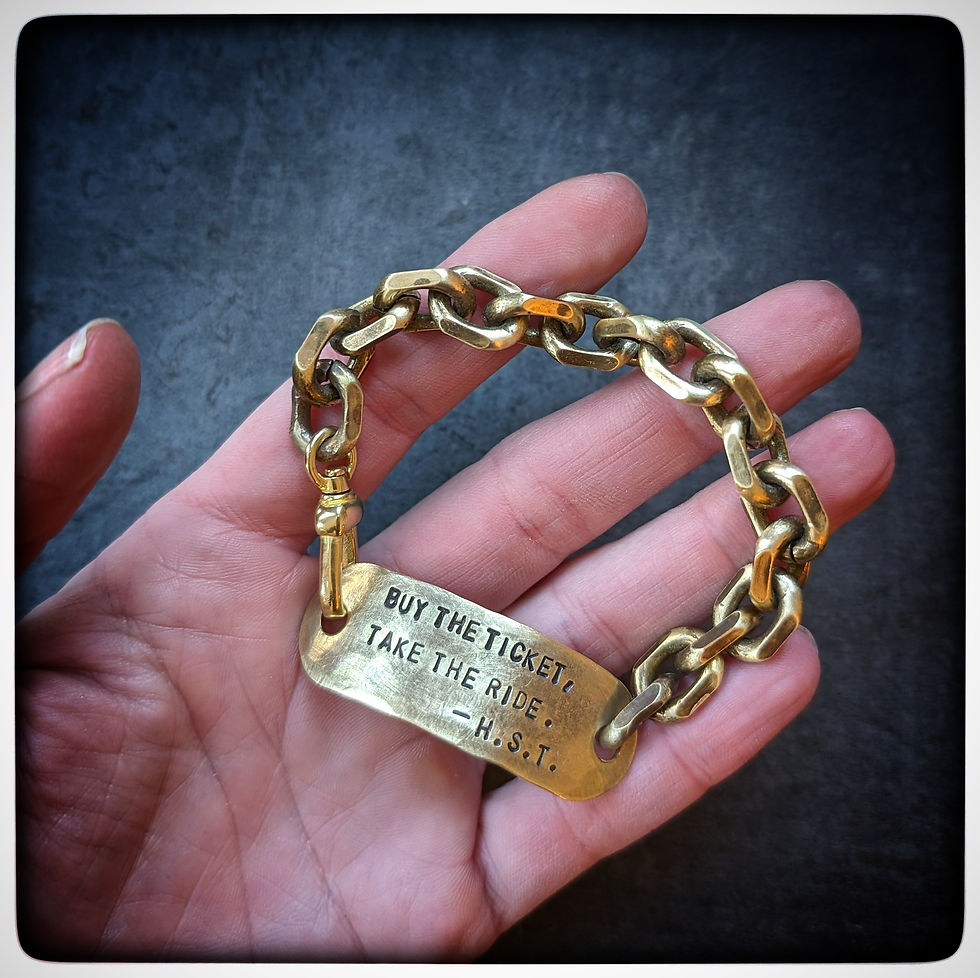 BUY THE TICKET,
TAKE THE RIDE.
–H.S.T.